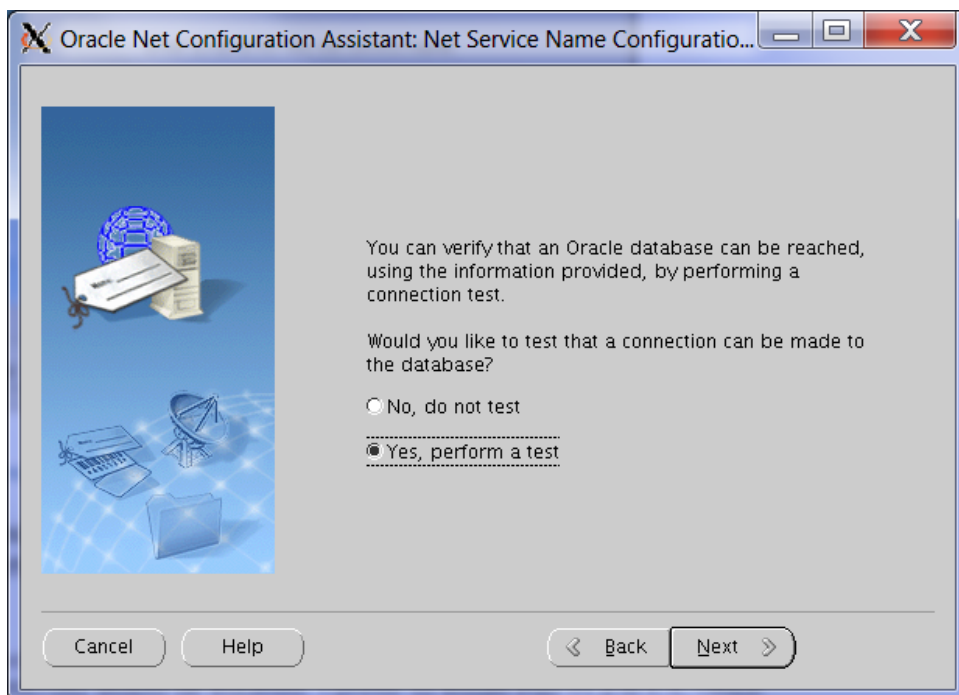 Oracle Net Configuration Assistant: Net Service Name Configuratio...
You can verify that an Oracle database can be reached,
using the information provided, by performing a
connection test.
Would you like to test that a connection can be made to
the database?
No, do not test
Yes, perform a test
Cancel
Help
Back
Next